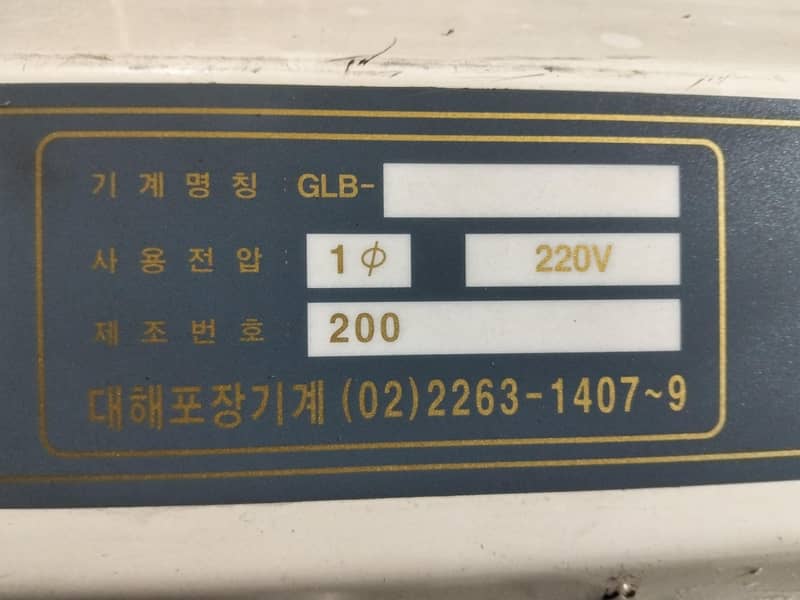 기계명칭 : GLB-
사용전압 1φ 220V
제조번호 200
대해포장기계 (02)2263-1407~9